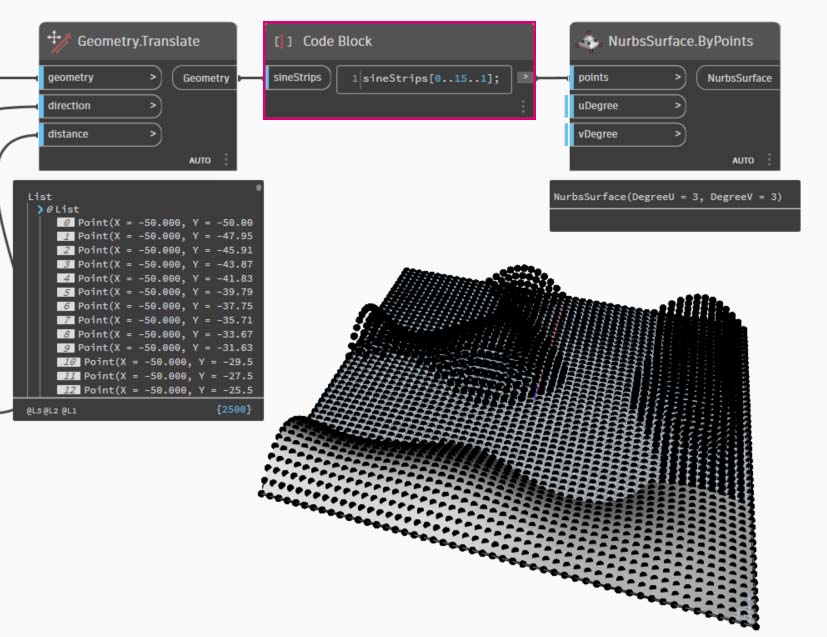 Geometry.Translate
geometry >
Geometry
direction >
distance >
AUTO
[ ] Code Block
sineStrips
1 sineStrips[0..15..1];
>
NurbsSurface.ByPoints
points >
NurbsSurface
uDegree >
vDegree >
AUTO
List
0 List
0 Point(X = -50.000, Y = -50.00
1 Point(X = -50.000, Y = -47.95
2 Point(X = -50.000, Y = -45.91
3 Point(X = -50.000, Y = -43.87
4 Point(X = -50.000, Y = -41.83
5 Point(X = -50.000, Y = -39.79
6 Point(X = -50.000, Y = -37.75
7 Point(X = -50.000, Y = -35.71
8 Point(X = -50.000, Y = -33.67
9 Point(X = -50.000, Y = -31.63
10 Point(X = -50.000, Y = -29.5
11 Point(X = -50.000, Y = -27.5
12 Point(X = -50.000, Y = -25.5
@L3 @L2 @L1
{2500}
NurbsSurface(DegreeU = 3, DegreeV = 3)